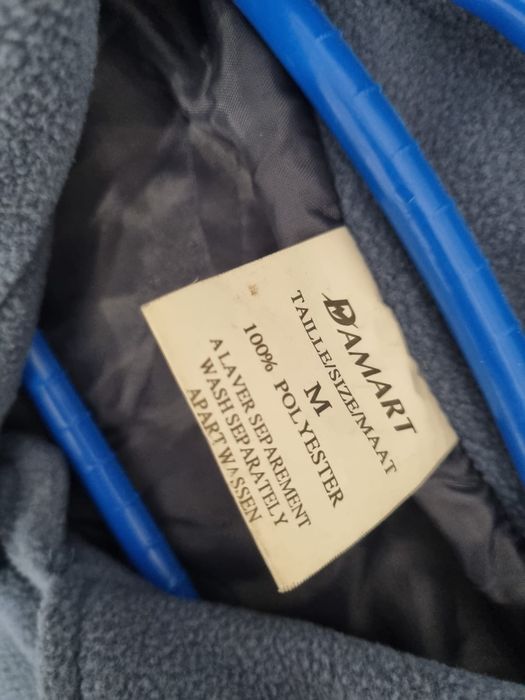 DAMART
TAILLE/SIZE/MAAT
M
100% POLYESTER
A LAVER SEPAREMENT
WASH SEPARATELY
APART WASSEN